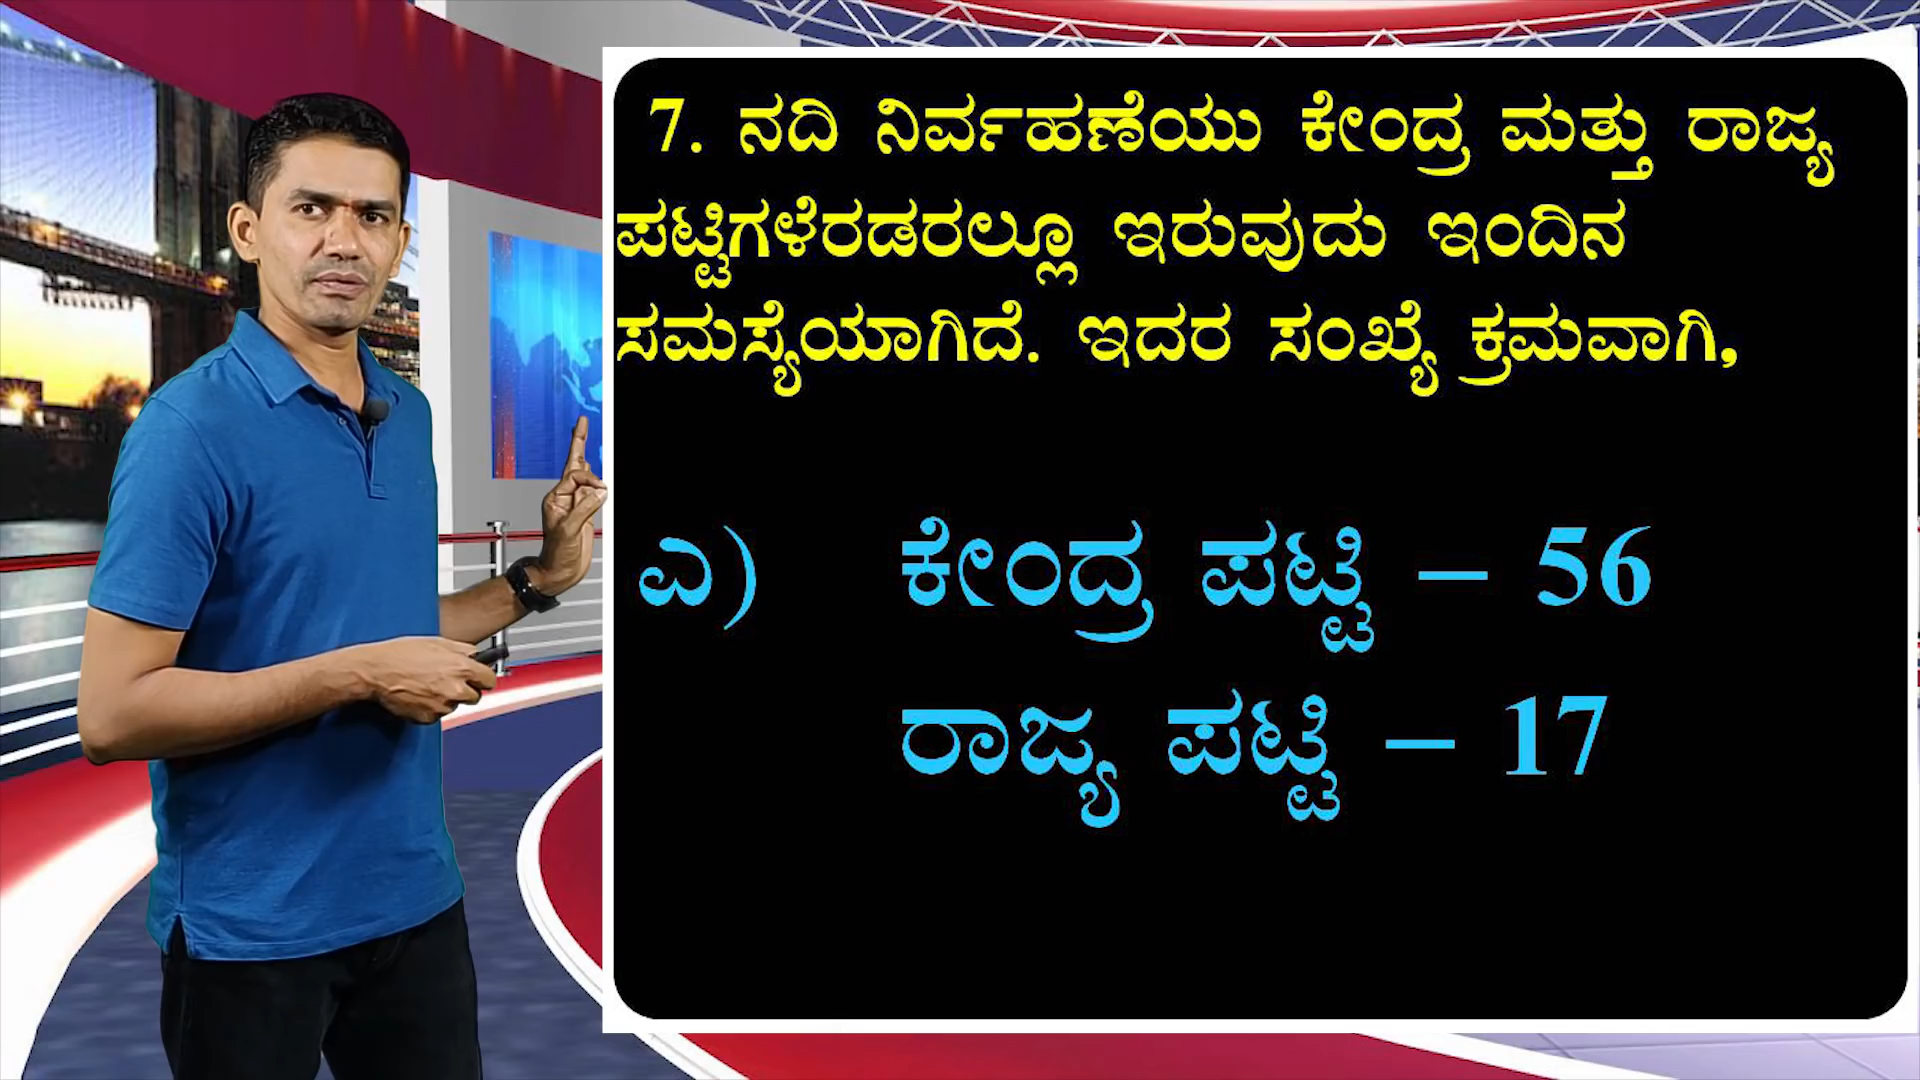 7. ನದಿ ನಿರ್ವಹಣೆಯು ಕೇಂದ್ರ ಮತ್ತು ರಾಜ್ಯ
ಪಟ್ಟಿಗಳೆರಡರಲ್ಲೂ ಇರುವುದು ಇಂದಿನ
ಸಮಸ್ಯೆಯಾಗಿದೆ. ಇದರ ಸಂಖ್ಯೆ ಕ್ರಮವಾಗಿ,
ಎ) ಕೇಂದ್ರ ಪಟ್ಟಿ – 56
ರಾಜ್ಯ ಪಟ್ಟಿ – 17